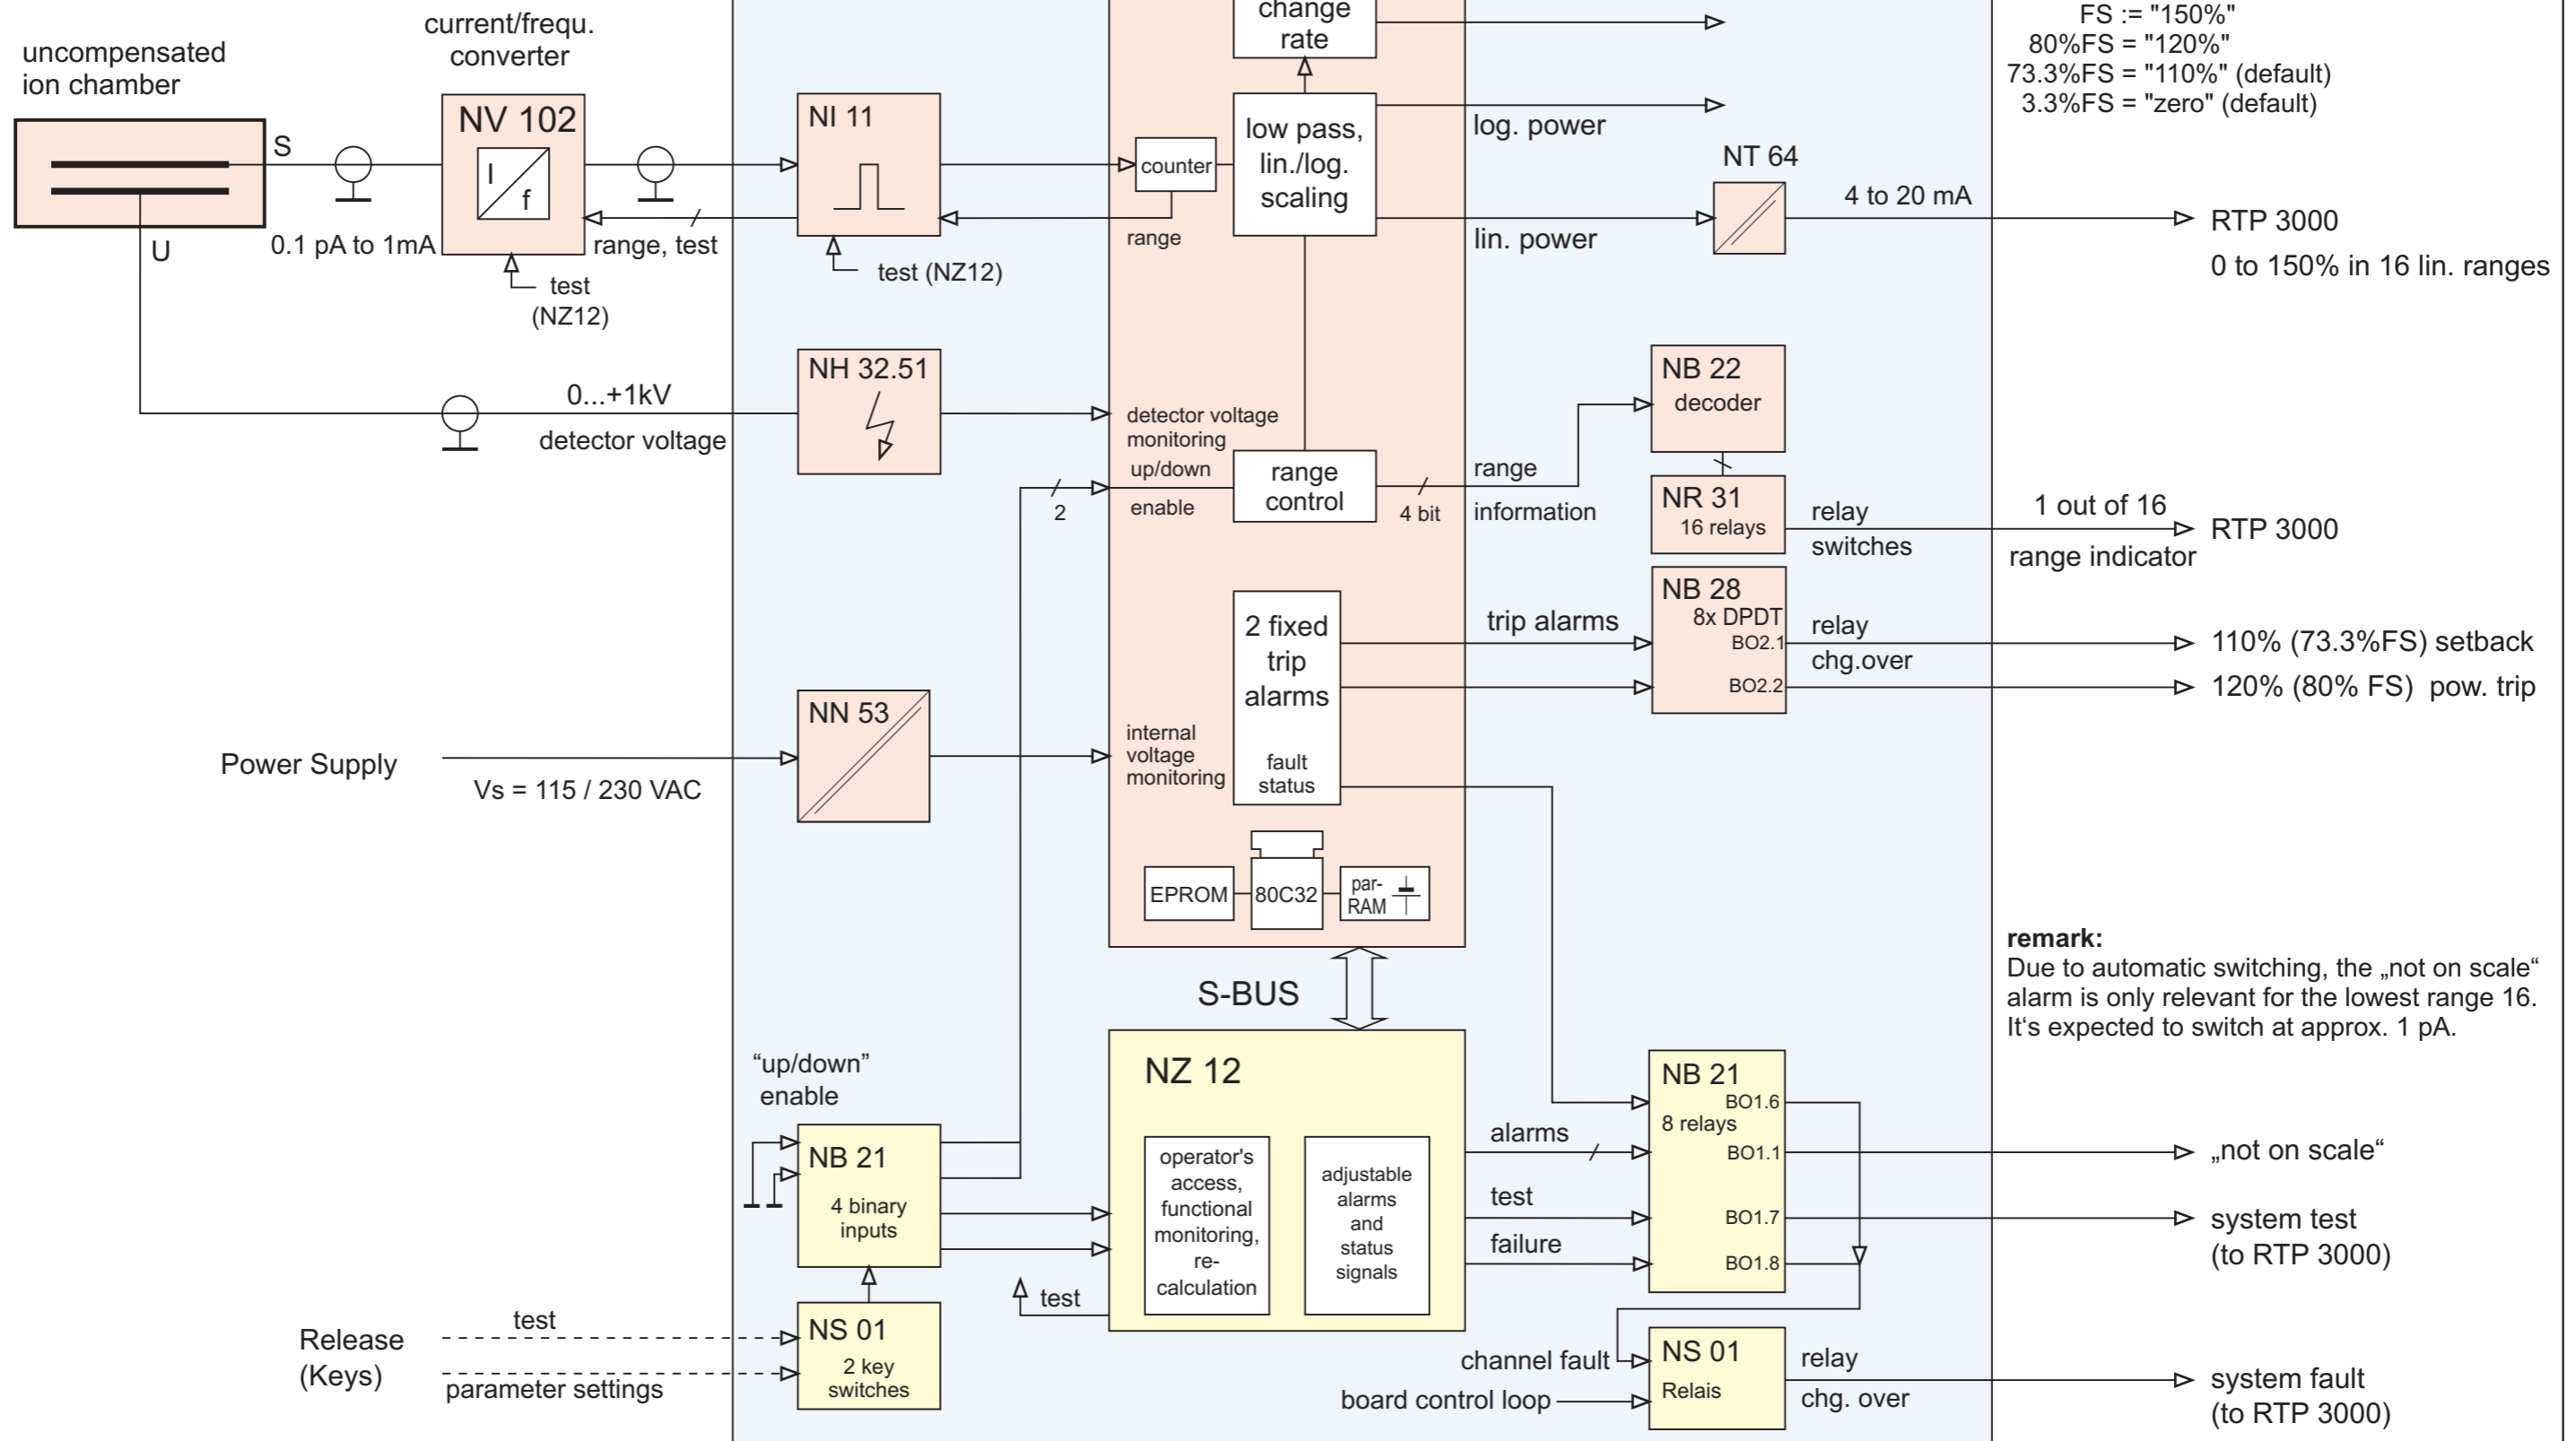 current/frequ.
converter
uncompensated
ion chamber
S
U
0.1 pA to 1mA
NV 102
I
f
range, test
test
(NZ12)
NI 11
test (NZ12)
change
rate
counter
low pass,
lin./log.
scaling
range
log. power
lin. power
NT 64
4 to 20 mA
RTP 3000
0 to 150% in 16 lin. ranges
FS := "150%"
80%FS = "120%"
73.3%FS = "110%" (default)
3.3%FS = "zero" (default)
0...+1kV
detector voltage
NH 32.51
detector voltage
monitoring
up/down
enable
2
range
control
4 bit
range
information
NB 22
decoder
NR 31
16 relays
relay
switches
1 out of 16
range indicator
RTP 3000
2 fixed
trip
alarms
fault
status
trip alarms
NB 28
8x DPDT
BO2.1
BO2.2
relay
chg.over
110% (73.3%FS) setback
120% (80% FS) pow. trip
Power Supply
Vs = 115 / 230 VAC
NN 53
internal
voltage
monitoring
EPROM
80C32
par-
RAM
S-BUS
remark:
Due to automatic switching, the „not on scale“
alarm is only relevant for the lowest range 16.
It‘s expected to switch at approx. 1 pA.
“up/down”
enable
NB 21
4 binary
inputs
NZ 12
operator's
access,
functional
monitoring,
re-
calculation
adjustable
alarms
and
status
signals
test
alarms
test
failure
NB 21
BO1.6
8 relays
BO1.1
BO1.7
BO1.8
„not on scale“
system test
(to RTP 3000)
Release
(Keys)
test
parameter settings
NS 01
2 key
switches
channel fault
board control loop
NS 01
Relais
relay
chg. over
system fault
(to RTP 3000)